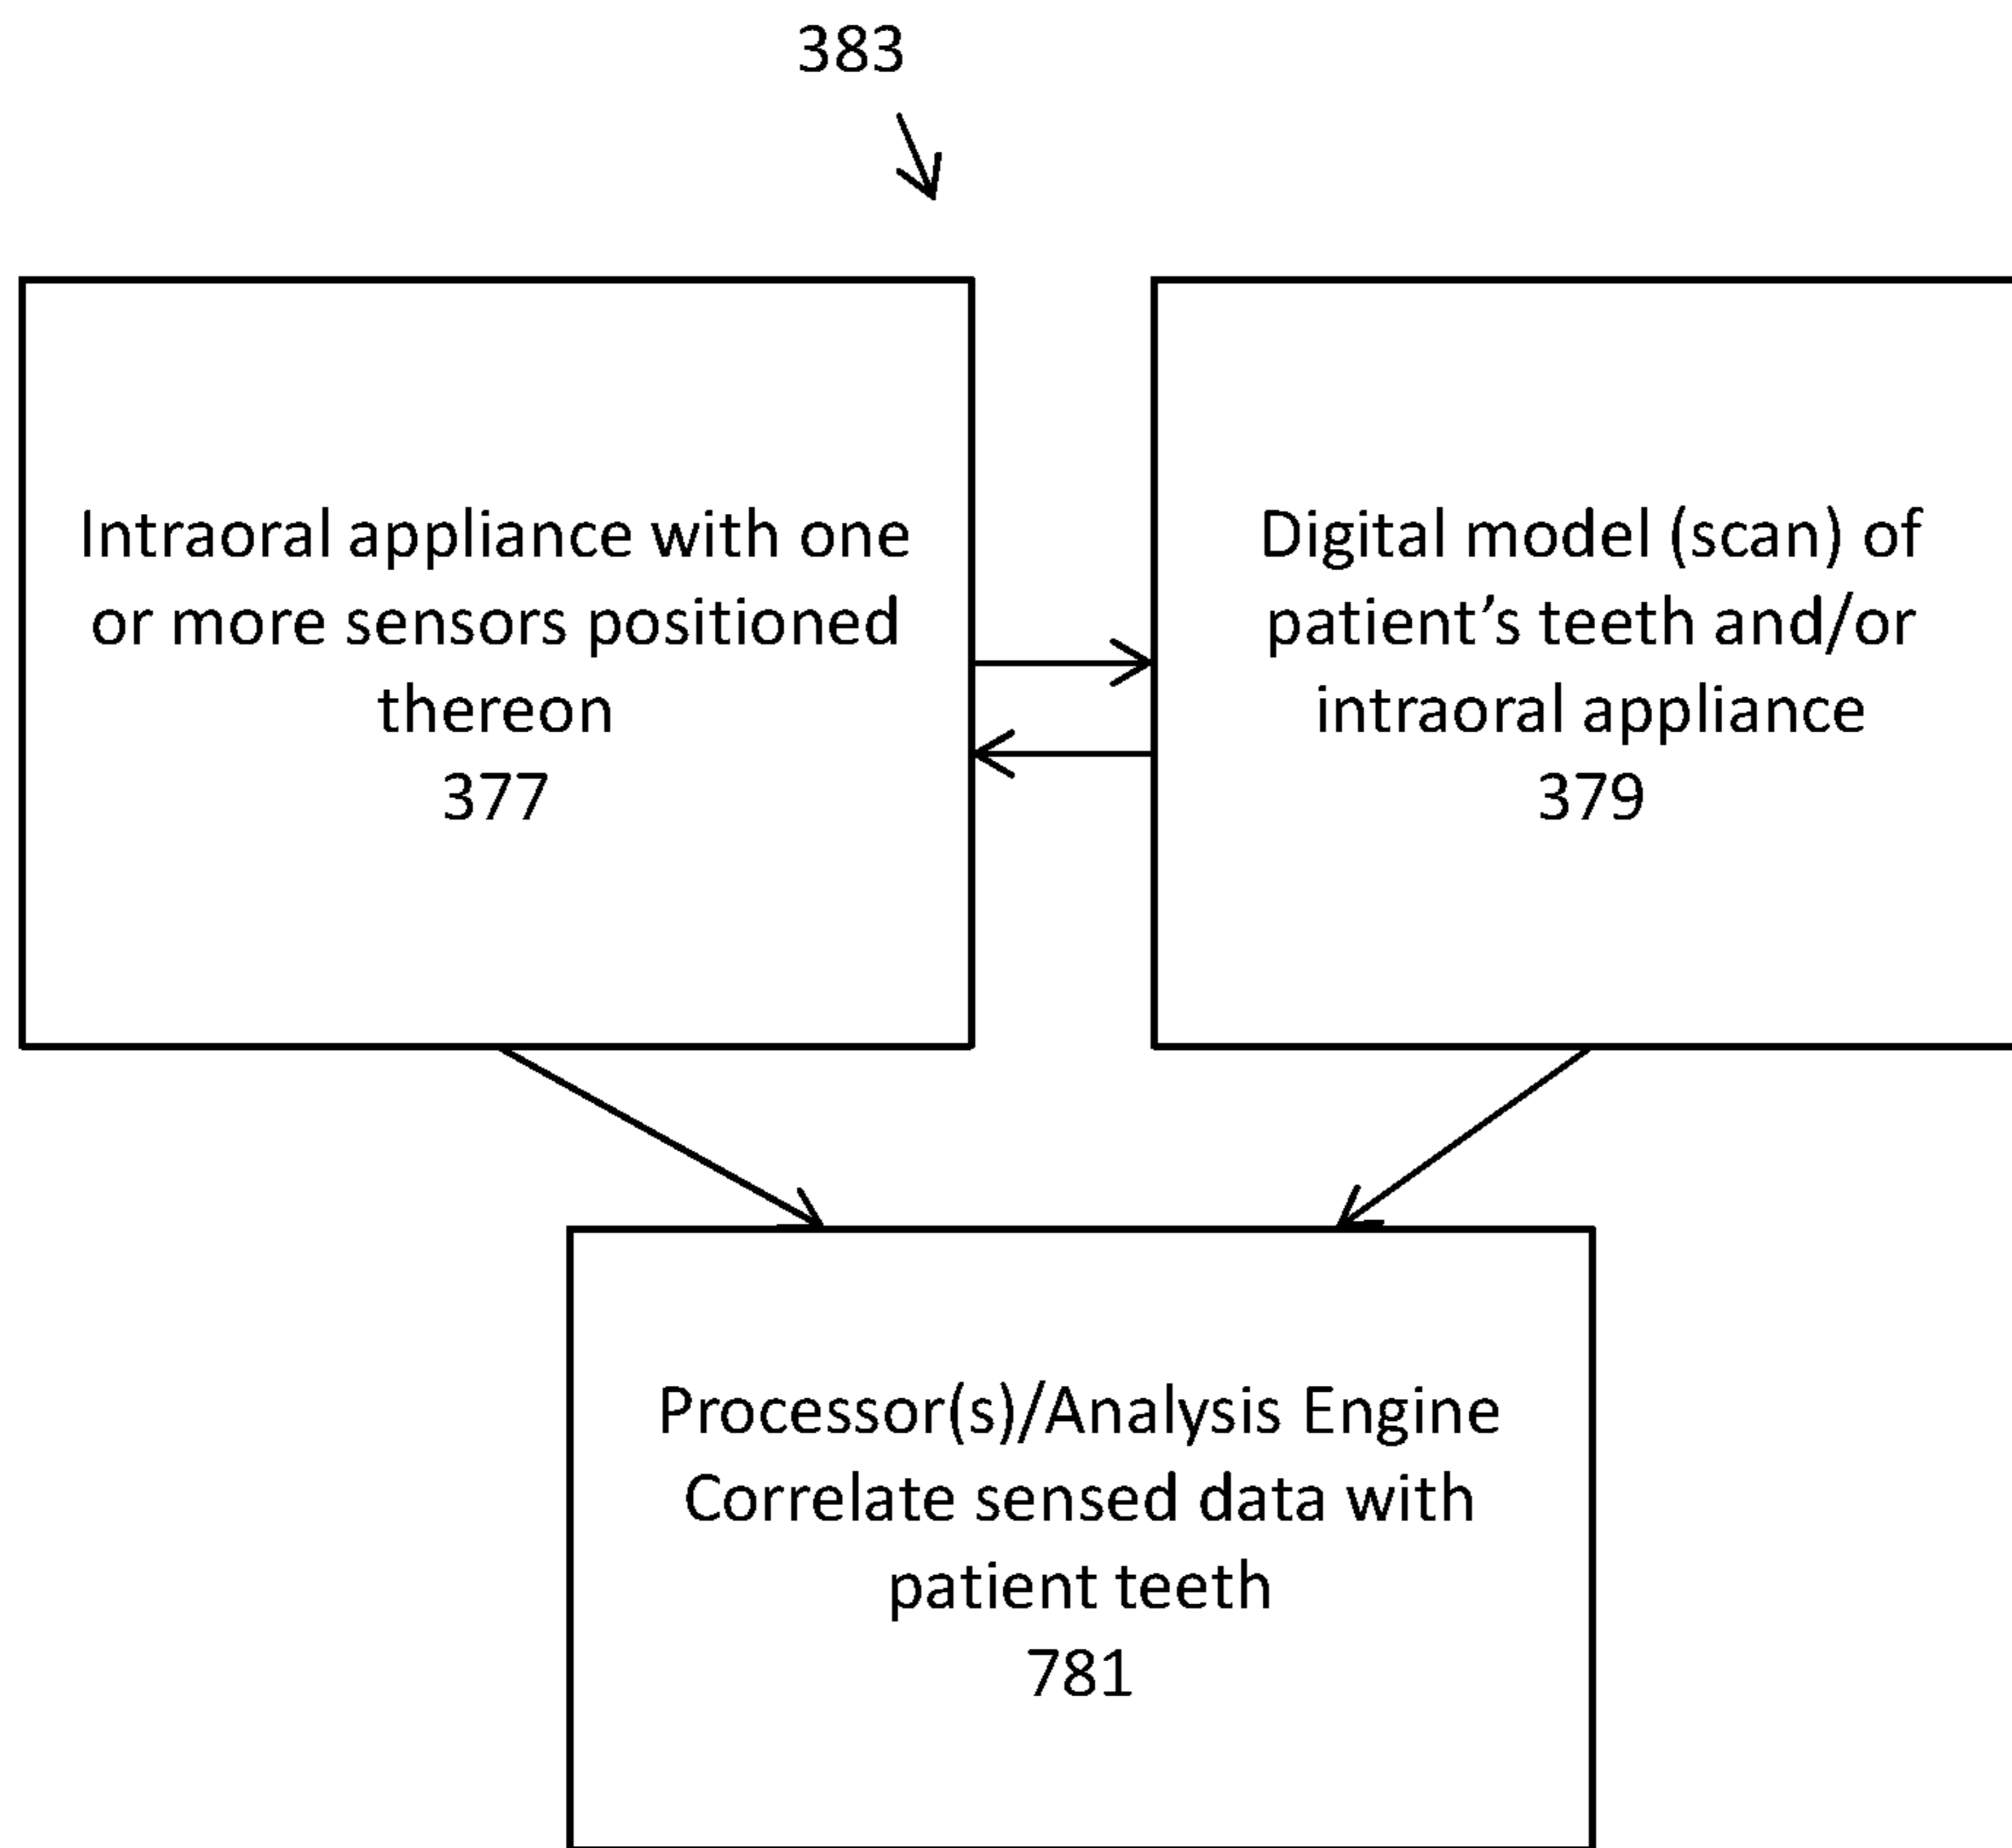 383
Intraoral appliance with one
or more sensors positioned
thereon
377
Digital model (scan) of
patient’s teeth and/or
intraoral appliance
379
Processor(s)/Analysis Engine
Correlate sensed data with
patient teeth
781